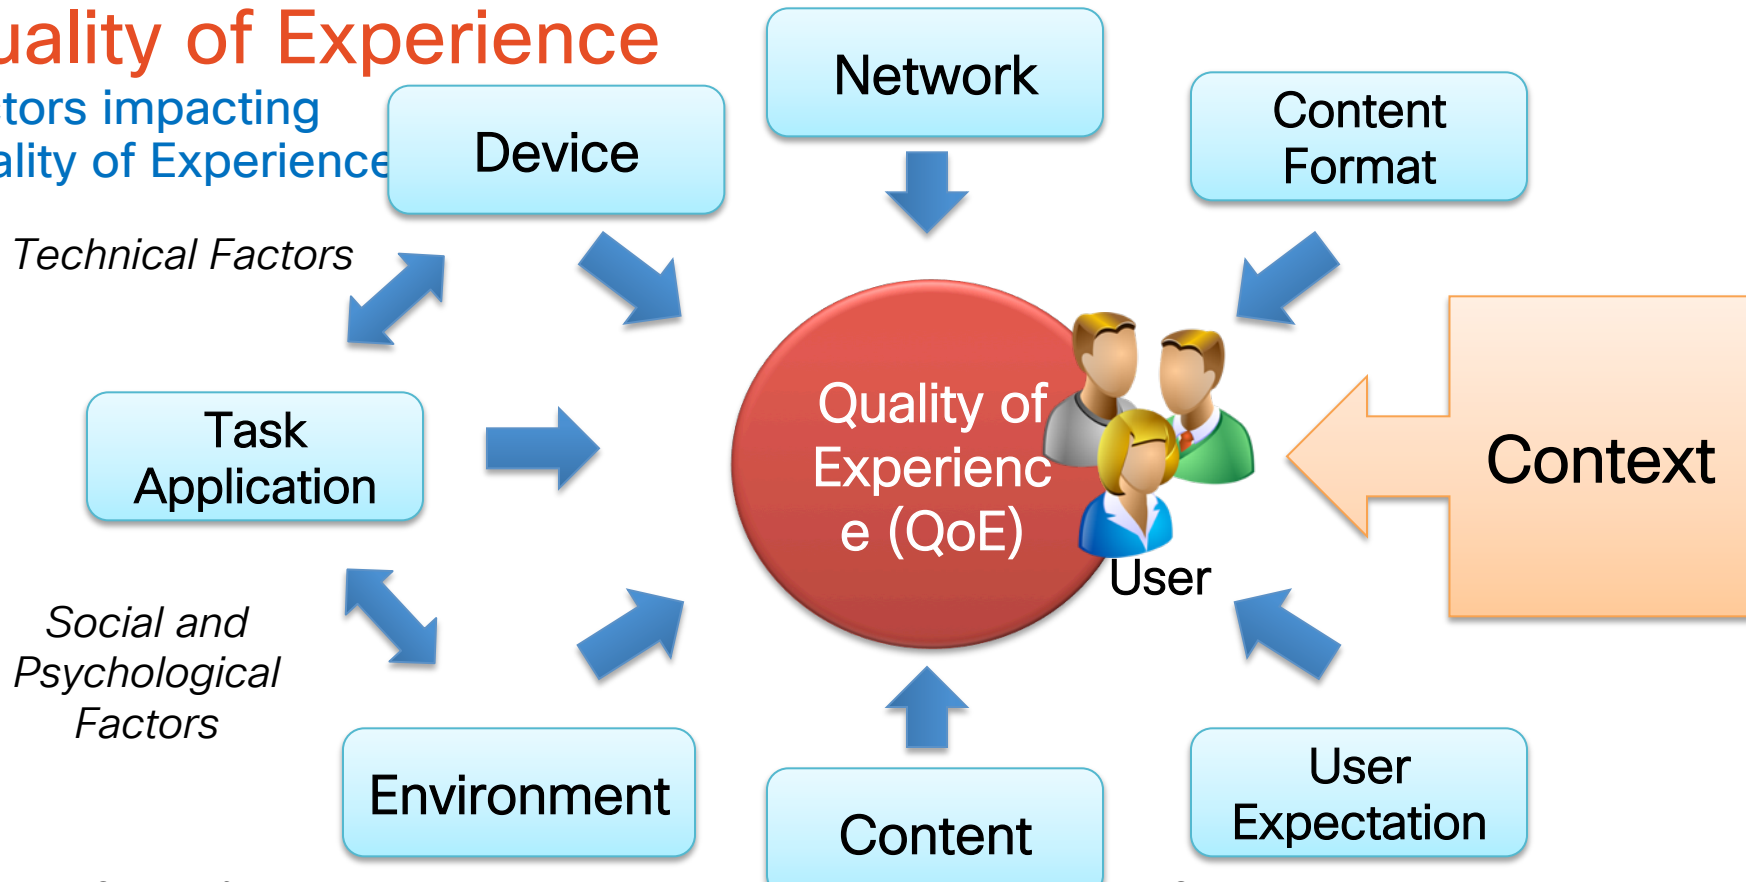 uality of Experience
tors impacting
ality of Experience
Network
Device
Content
Format
Technical Factors
Task
Application
Quality of
Experienc
e (QoE)
User
Context
Social and
Psychological
Factors
Environment
Content
User
Expectation